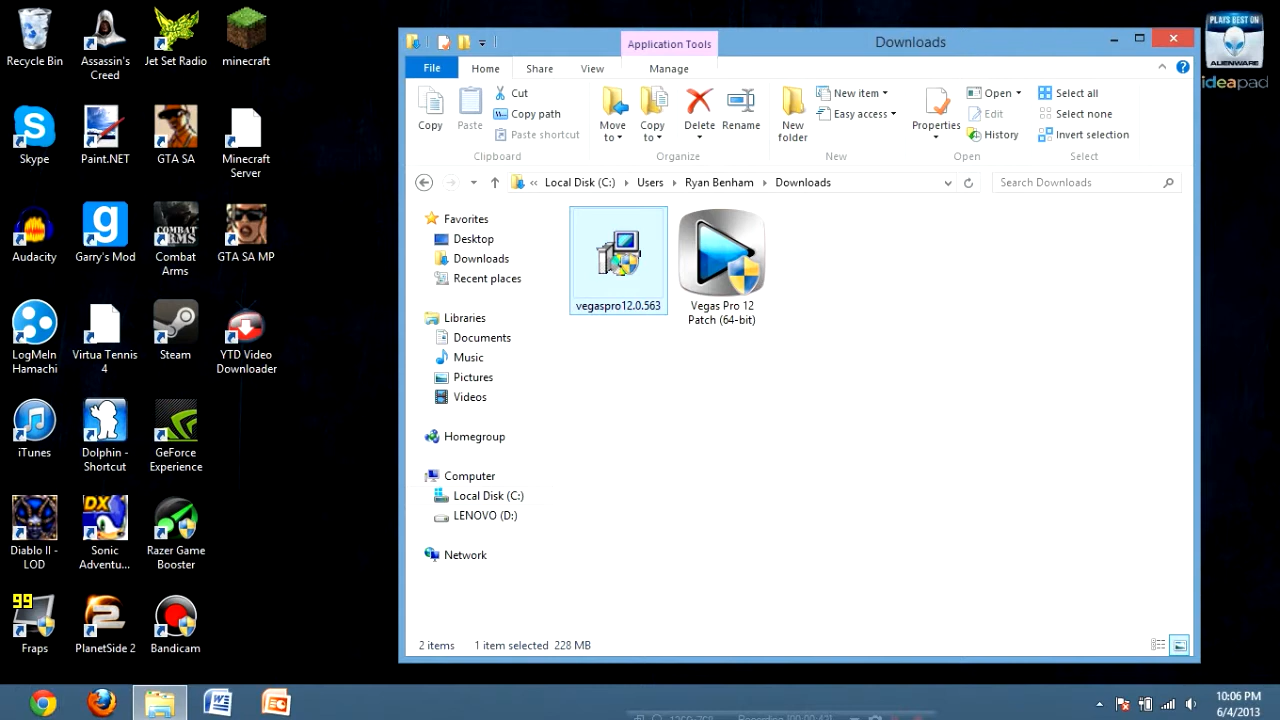 Recycle Bin
Assassin's Creed
Jet Set Radio
minecraft
Skype
Paint.NET
GTA SA
Minecraft Server
Audacity
Garry's Mod
COMBAT ARMS
Combat Arms
GTA SA MP
LogMeIn Hamachi
Virtua Tennis 4
Steam
YTD Video Downloader
iTunes
Dolphin - Shortcut
GeForce Experience
Diablo II - LOD
DX
Sonic Adventu...
Razer Game Booster
99
Fraps
2
PlanetSide 2
Bandicam
Application Tools
Downloads
File
Home
Share
View
Manage
Copy
Paste
Cut
Copy path
Paste shortcut
Clipboard
Move to
Copy to
Delete
Rename
Organize
New folder
New item
Easy access
New
Properties
Open
Edit
History
Open
Select all
Select none
Invert selection
Select
« Local Disk (C:) Users Ryan Benham Downloads
Search Downloads
Favorites
Desktop
Downloads
Recent places
Libraries
Documents
Music
Pictures
Videos
Homegroup
Computer
Local Disk (C:)
LENOVO (D:)
Network
vegaspro12.0.563
Vegas Pro 12
Patch (64-bit)
2 items 1 item selected 228 MB
PLAYS BEST ON
ALIENWARE
ideapad
10:06 PM
6/4/2013